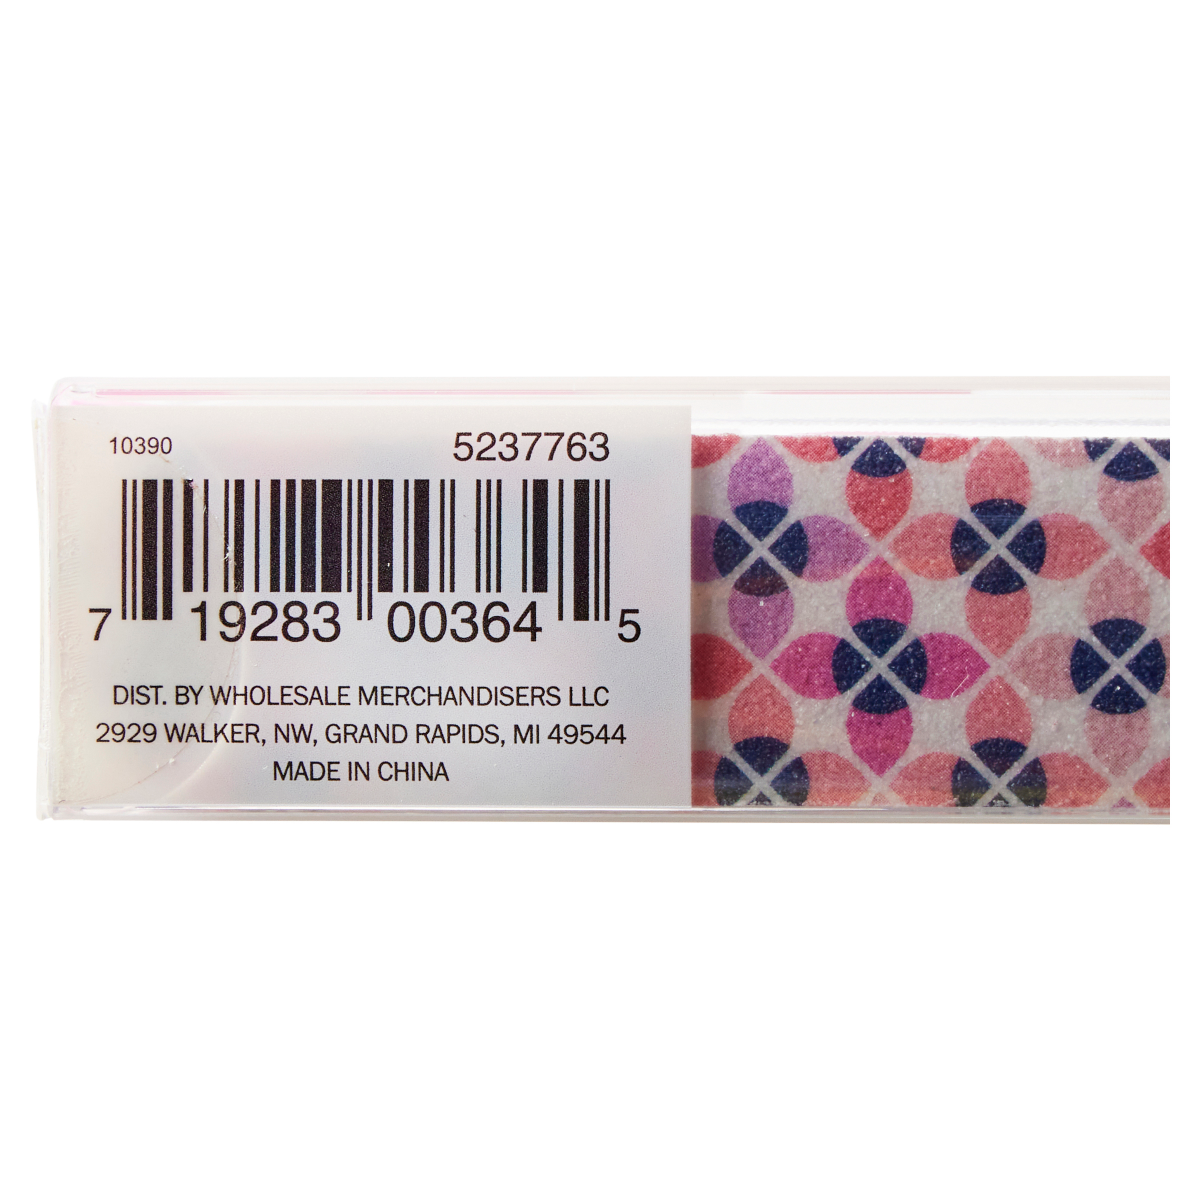 10390 5237763
7 19283 00364 5
DIST. BY WHOLESALE MERCHANDISERS LLC
2929 WALKER, NW, GRAND RAPIDS, MI 49544
MADE IN CHINA